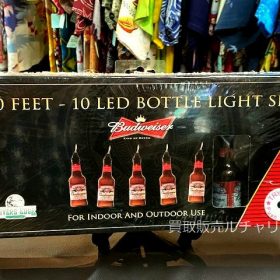 0 FEET - 10 LED BOTTLE LIGHT SE
Budweiser
KING OF BEERS
FOR INDOOR AND OUTDOOR USE
買取販売ルチャリ